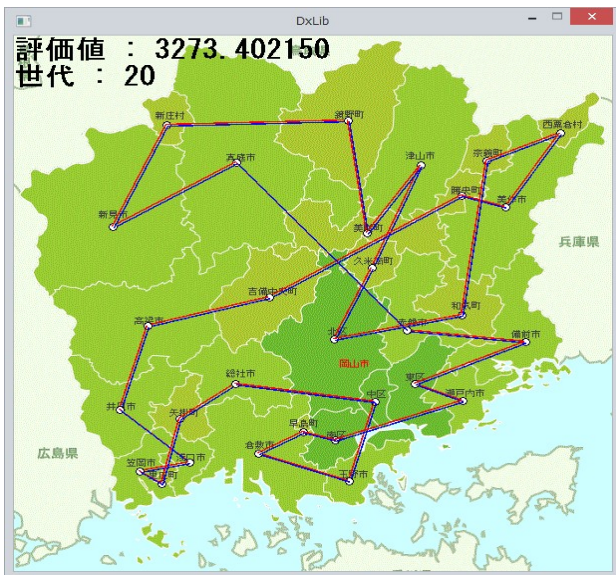 DxLib
評価値 : 3273.402150
世代 : 20
新庄村
鏡野町
西粟倉村
真庭市
津山市
奈義町
勝央町
美作市
新見市
美咲町
兵庫県
久米南町
吉備中央町
和気町
高梁市
北区
赤磐市
備前市
岡山市
総社市
東区
井原市
矢掛町
中区
瀬戸内市
早島町
南区
倉敷市
広島県
笠岡市
浅口市
里庄町
玉野市